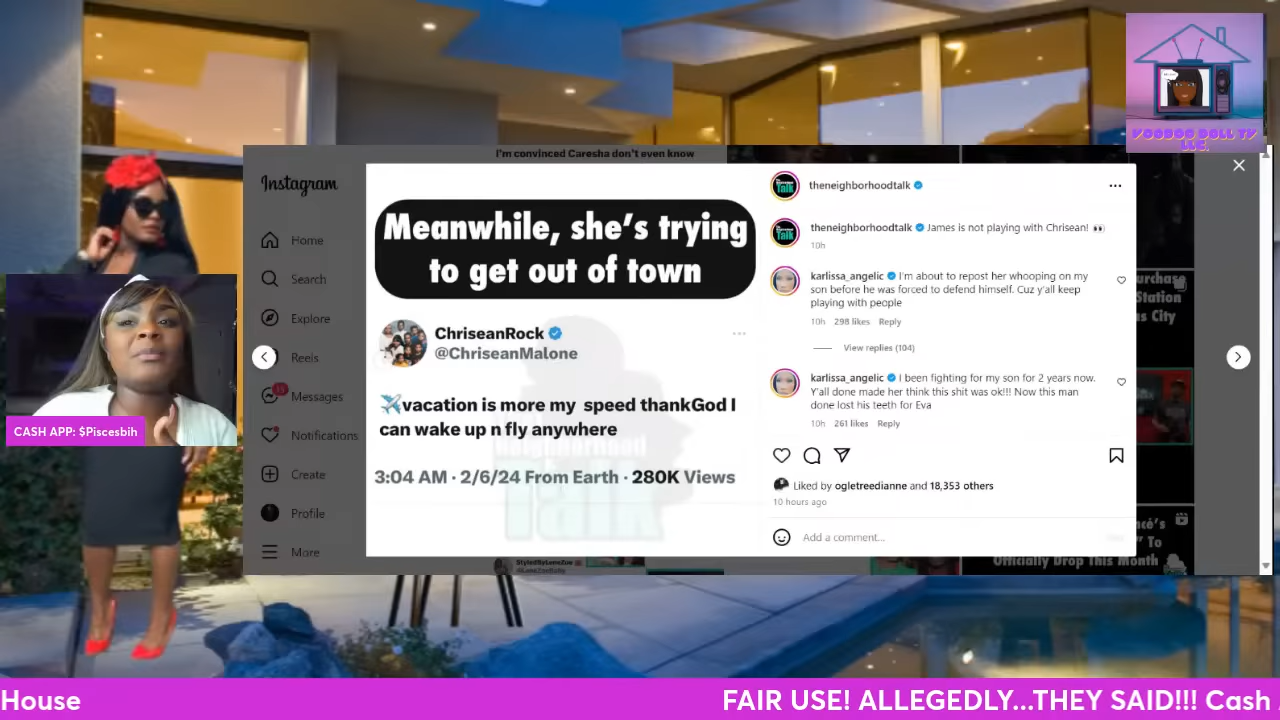 VOODOO DOLL TV
LLC.
I'm convinced Caresha don't even know
Instagram
Home
Search
Explore
Reels
Messages
Notifications
Create
Profile
More
CASH APP: $Piscesbih
Meanwhile, she's trying
to get out of town
ChriseanRock
@ChriseanMalone
✈️vacation is more my speed thankGod I
can wake up n fly anywhere
3:04 AM · 2/6/24 From Earth · 280K Views
Talk
theneighborhoodtalk
theneighborhoodtalk James is not playing with Chrisean! 👀
10h
karlissa_angelic I'm about to repost her whooping on my
son before he was forced to defend himself. Cuz y'all keep
playing with people
10h 298 likes Reply
View replies (104)
karlissa_angelic I been fighting for my son for 2 years now.
Y'all done made her think this shit was ok!!! Now this man
done lost his teeth for Eva
10h 261 likes Reply
Liked by ogletreedianne and 18,353 others
10 hours ago
Add a comment...
urchase
Station
as City
ncé's
" To
Officially Drop This Month
House
FAIR USE! ALLEGEDLY...THEY SAID!!! Cash